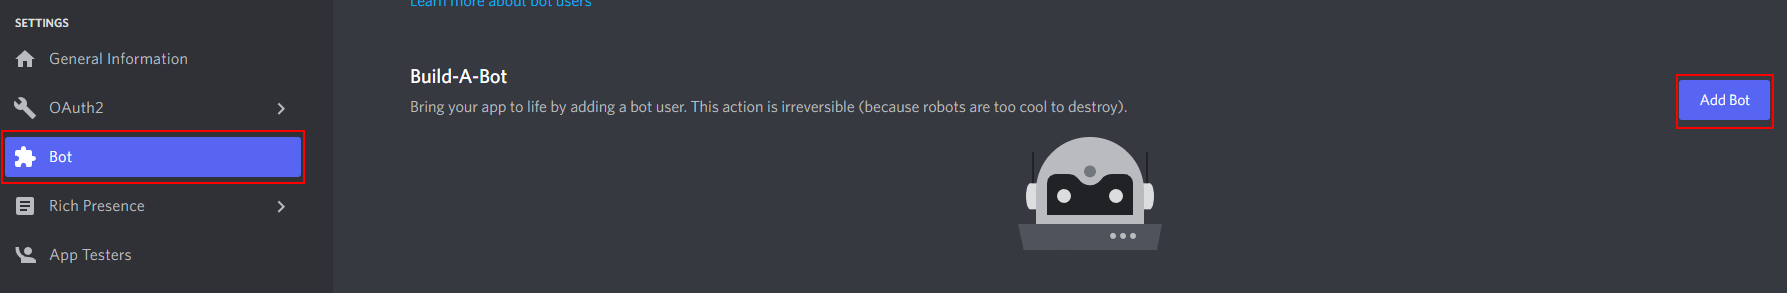 SETTINGS
General Information
OAuth2
Bot
Rich Presence
App Testers
Learn more about bot users
Build-A-Bot
Bring your app to life by adding a bot user. This action is irreversible (because robots are too cool to destroy).
Add Bot